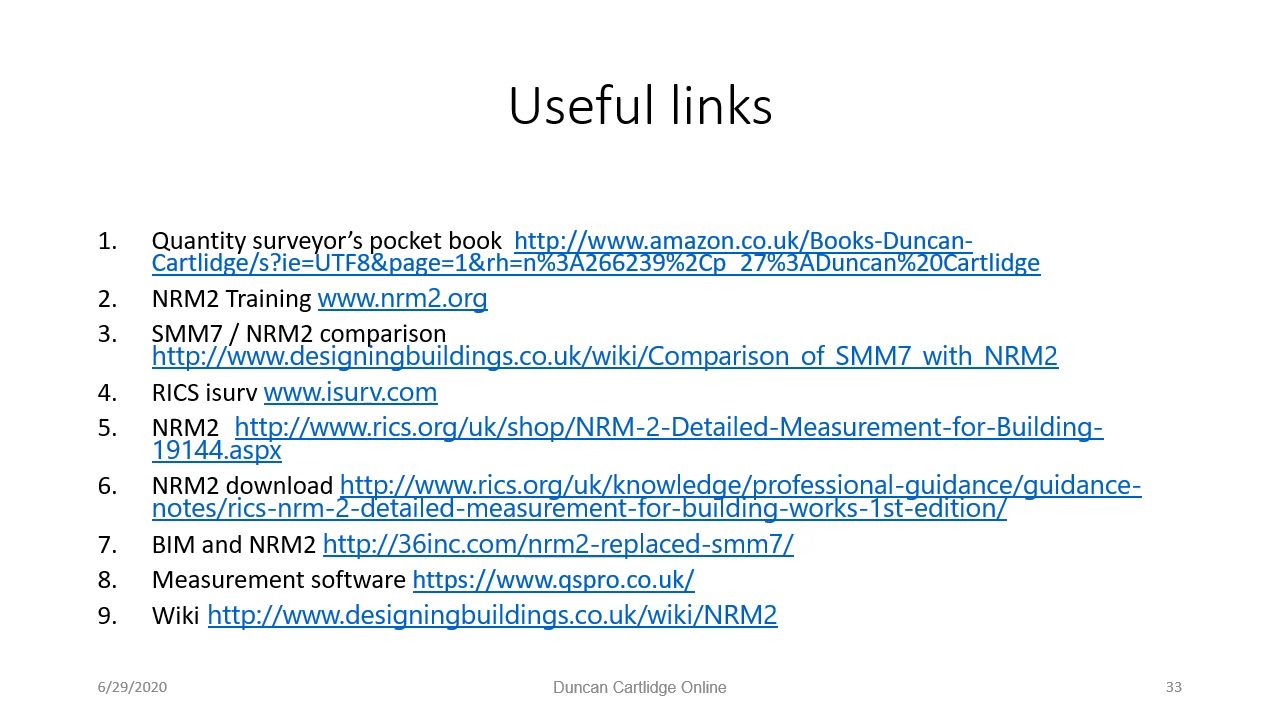 Useful links
1. Quantity surveyor’s pocket book http://www.amazon.co.uk/Books-Duncan-
Cartlidge/s?ie=UTF8&page=1&rh=n%3A266239%2Cp_27%3ADuncan%20Cartlidge
2. NRM2 Training www.nrm2.org
3. SMM7 / NRM2 comparison
http://www.designingbuildings.co.uk/wiki/Comparison_of_SMM7_with_NRM2
4. RICS isurv www.isurv.com
5. NRM2 http://www.rics.org/uk/shop/NRM-2-Detailed-Measurement-for-Building-
19144.aspx
6. NRM2 download http://www.rics.org/uk/knowledge/professional-guidance/guidance-
notes/rics-nrm-2-detailed-measurement-for-building-works-1st-edition/
7. BIM and NRM2 http://36inc.com/nrm2-replaced-smm7/
8. Measurement software https://www.qspro.co.uk/
9. Wiki http://www.designingbuildings.co.uk/wiki/NRM2
6/29/2020 Duncan Cartlidge Online 33